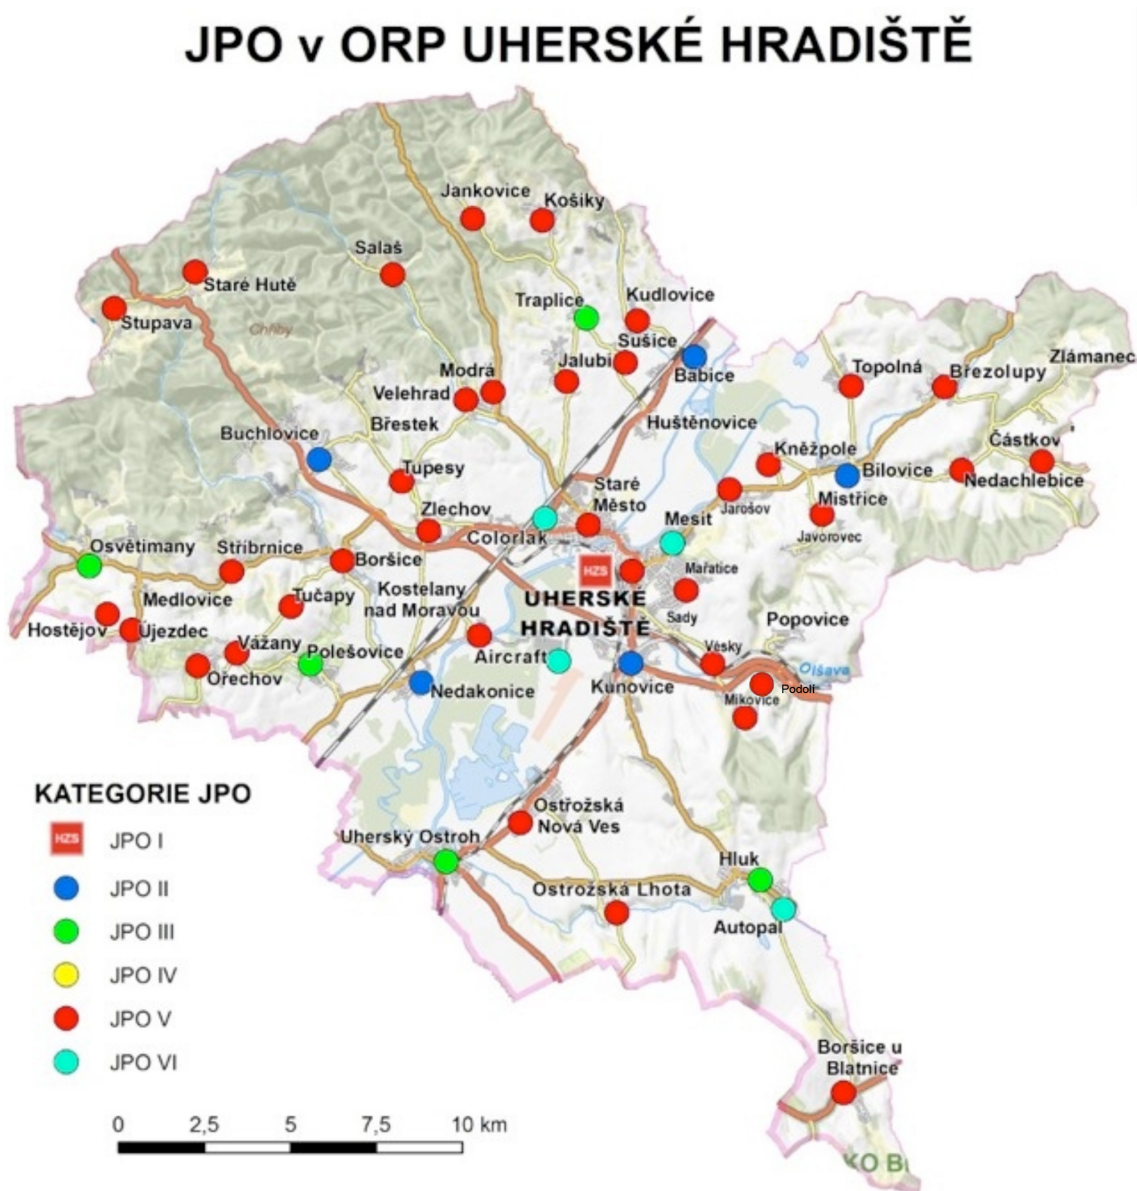 JPO v ORP UHERSKÉ HRADIŠTĚ
Jankovice
Košíky
Salaš
Staré Hutě
Stupava
Chřiby
Traplice
Kudlovice
Sušice
Jalubí
Babice
Modrá
Velehrad
Břestek
Buchlovice
Tupesy
Huštěnovice
Topolná
Březolupy
Zlámanec
Částkov
Nedachlebice
Kněžpole
Bílovice
Mistřice
Javorovec
Jarošov
Staré
Město
Zlechov
Colorlak
Mesit
Osvětimany
Stříbrnice
Boršice
Medlovice
Tučapy
Kostelany
nad Moravou
HZS
Mařatice
UHERSKÉ
HRADIŠTĚ
Sady
Popovice
Hostějov
Újezdec
Vážany
Polešovice
Ořechov
Aircraft
Nedakonice
Kunovice
Věsky
Olšava
Podolí
Míkovice
KATEGORIE JPO
HZS JPO I
JPO II
JPO III
JPO IV
JPO V
JPO VI
Ostrožská
Nová Ves
Uherský Ostroh
Hluk
Ostrožská Lhota
Autopal
Boršice u
Blatnice
0 2,5 5 7,5 10 km